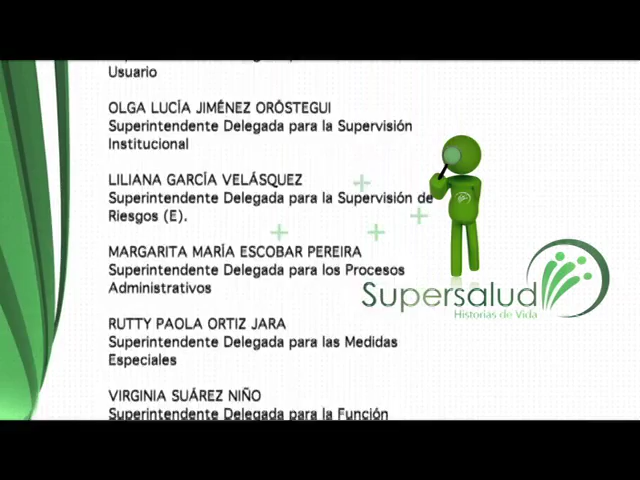 Usuario
OLGA LUCÍA JIMÉNEZ ORÓSTEGUI
Superintendente Delegada para la Supervisión
Institucional
LILIANA GARCÍA VELÁSQUEZ
Superintendente Delegada para la Supervisión de
Riesgos (E).
MARGARITA MARÍA ESCOBAR PEREIRA
Superintendente Delegada para los Procesos
Administrativos
RUTTY PAOLA ORTIZ JARA
Superintendente Delegada para las Medidas
Especiales
VIRGINIA SUÁREZ NIÑO
Superintendente Delegada para la Función
Supersalud
Historias de Vida